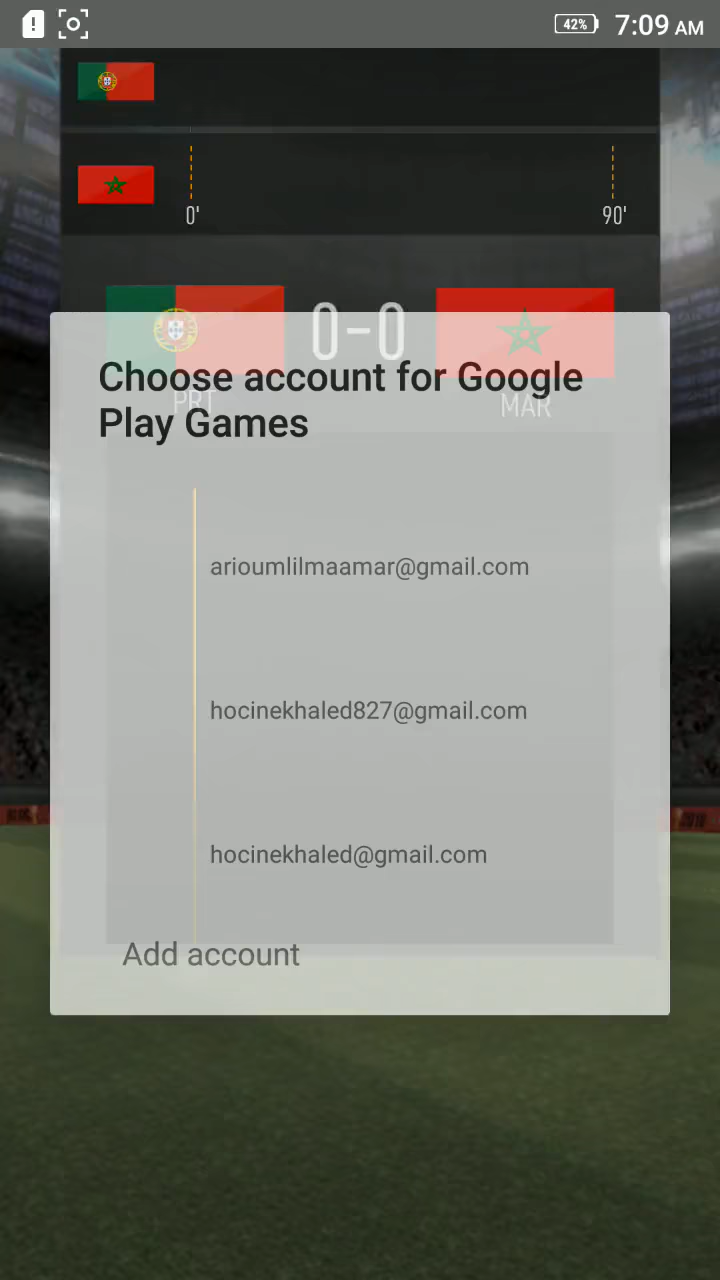 42%
7:09 AM
0'
90'
0-0
Choose account for Google
Play Games
PRT
MAR
arioumlilmaamar@gmail.com
hocinekhaled827@gmail.com
hocinekhaled@gmail.com
Add account